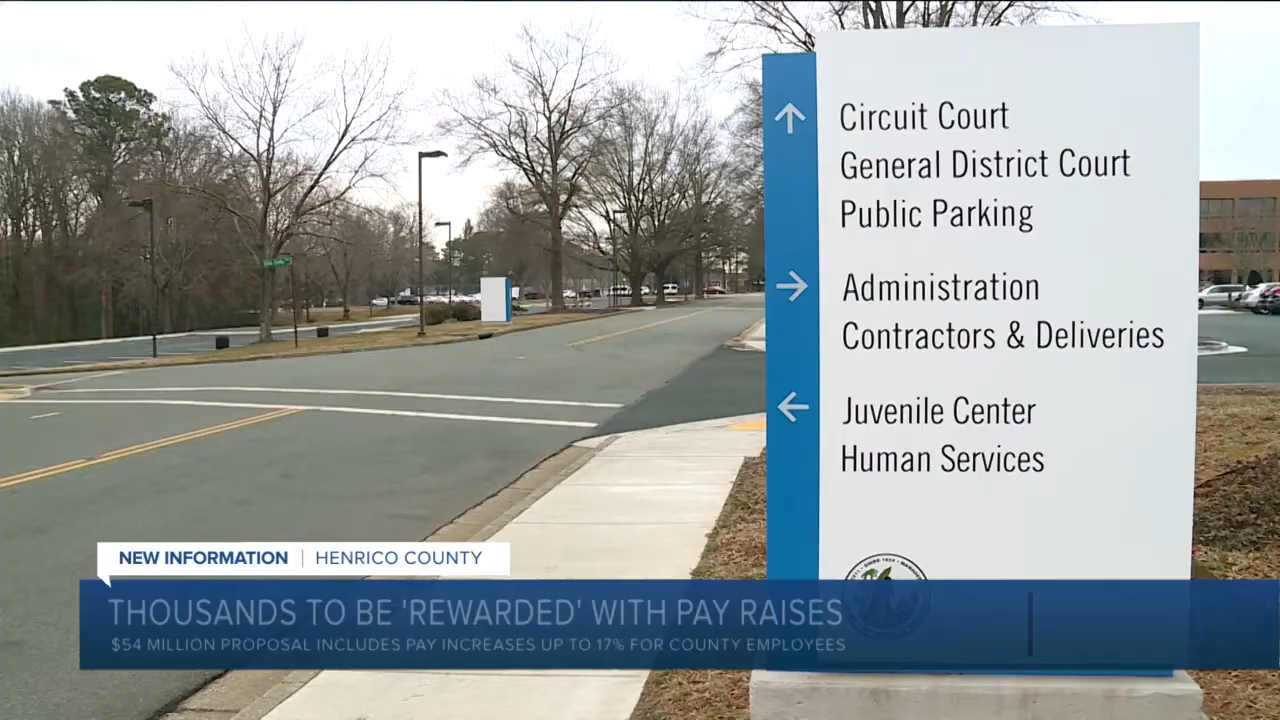 Circuit Court
General District Court
Public Parking
Administration
Contractors & Deliveries
Juvenile Center
Human Services
NEW INFORMATION | HENRICO COUNTY
THOUSANDS TO BE 'REWARDED' WITH PAY RAISES
$54 MILLION PROPOSAL INCLUDES PAY INCREASES UP TO 17% FOR COUNTY EMPLOYEES